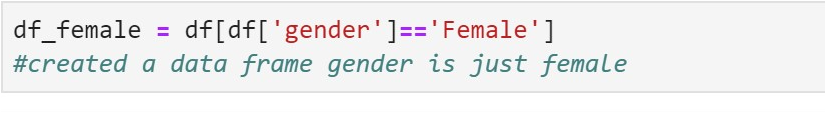 df_female = df[df['gender']=='Female']
#created a data frame gender is just female